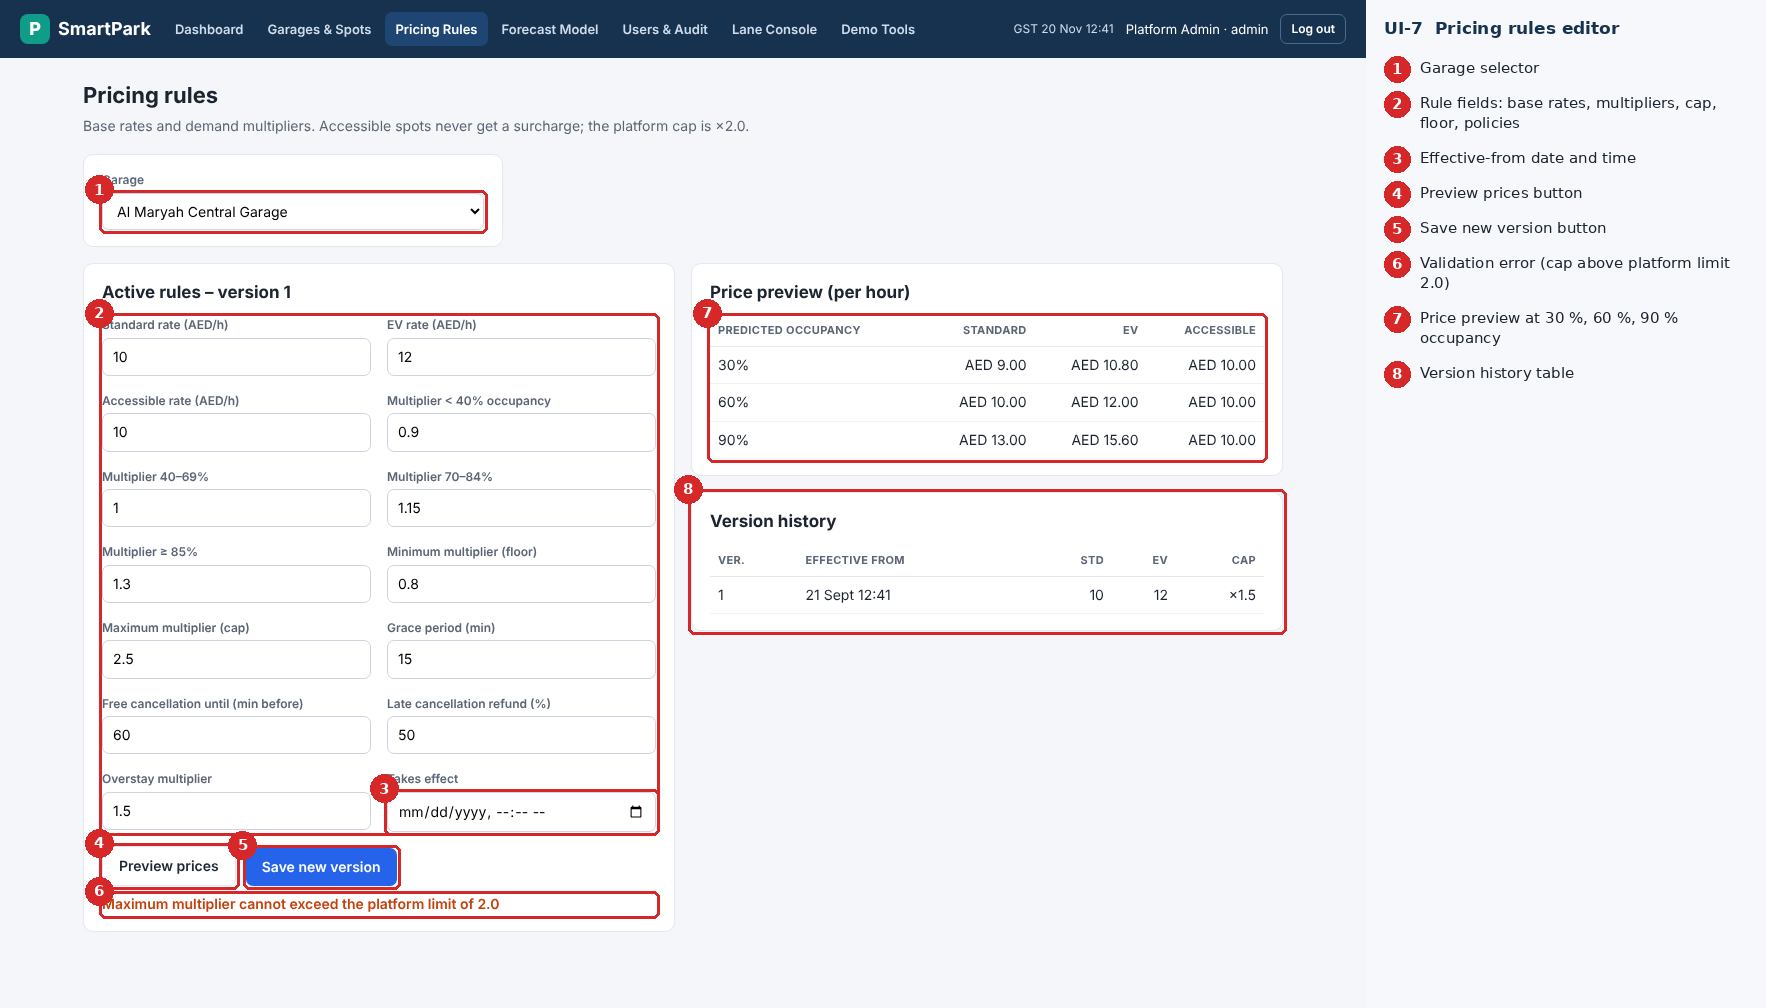 P SmartPark Dashboard Garages & Spots Pricing Rules Forecast Model Users & Audit Lane Console Demo Tools GST 20 Nov 12:41 Platform Admin · admin Log out
Pricing rules
Base rates and demand multipliers. Accessible spots never get a surcharge; the platform cap is ×2.0.
1 Garage
Al Maryah Central Garage
Active rules – version 1
2
Standard rate (AED/h) EV rate (AED/h)
10 12
Accessible rate (AED/h) Multiplier < 40% occupancy
10 0.9
Multiplier 40–69% Multiplier 70–84%
1 1.15
Multiplier ≥ 85% Minimum multiplier (floor)
1.3 0.8
Maximum multiplier (cap) Grace period (min)
2.5 15
Free cancellation until (min before) Late cancellation refund (%)
60 50
Overstay multiplier Takes effect
3
1.5 mm/dd/yyyy, --:-- --
4 5
Preview prices Save new version
6
Maximum multiplier cannot exceed the platform limit of 2.0
Price preview (per hour)
7
PREDICTED OCCUPANCY STANDARD EV ACCESSIBLE
30% AED 9.00 AED 10.80 AED 10.00
60% AED 10.00 AED 12.00 AED 10.00
90% AED 13.00 AED 15.60 AED 10.00
8
Version history
VER. EFFECTIVE FROM STD EV CAP
1 21 Sept 12:41 10 12 ×1.5
UI-7 Pricing rules editor
1 Garage selector
2 Rule fields: base rates, multipliers, cap,
floor, policies
3 Effective-from date and time
4 Preview prices button
5 Save new version button
6 Validation error (cap above platform limit
2.0)
7 Price preview at 30 %, 60 %, 90 %
occupancy
8 Version history table